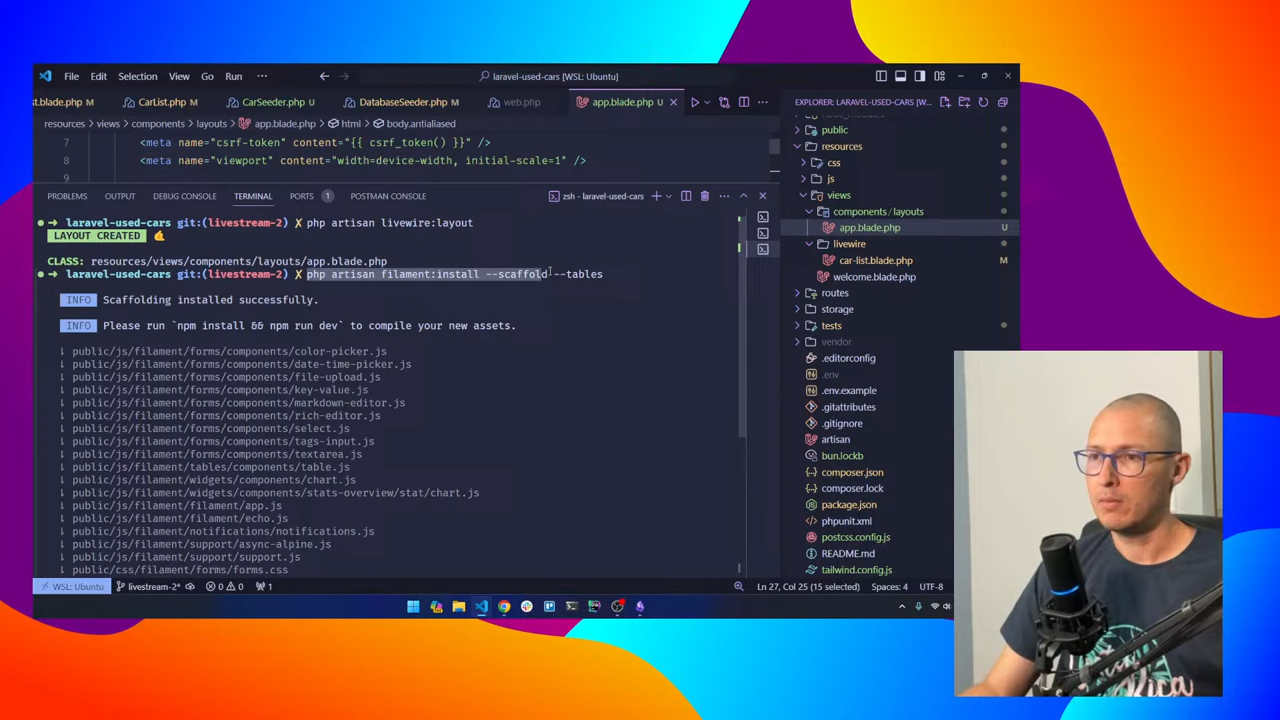 File Edit Selection View Go Run ··· laravel-used-cars [WSL: Ubuntu]
st.blade.php M CarList.php M CarSeeder.php U DatabaseSeeder.php M web.php app.blade.php U
EXPLORER: LARAVEL-USED-CARS [W...
resources > views > components > layouts > app.blade.php > html > body.antialiased
7 <meta name="csrf-token" content="{{ csrf_token() }}" />
8 <meta name="viewport" content="width=device-width, initial-scale=1" />
9
PROBLEMS OUTPUT DEBUG CONSOLE TERMINAL PORTS 1 POSTMAN CONSOLE zsh - laravel-used-cars
→ laravel-used-cars git:(livestream-2) ✗ php artisan livewire:layout
LAYOUT CREATED 🤙
CLASS: resources/views/components/layouts/app.blade.php
→ laravel-used-cars git:(livestream-2) ✗ php artisan filament:install --scaffold --tables
INFO Scaffolding installed successfully.
INFO Please run `npm install && npm run dev` to compile your new assets.
⇂ public/js/filament/forms/components/color-picker.js
⇂ public/js/filament/forms/components/date-time-picker.js
⇂ public/js/filament/forms/components/file-upload.js
⇂ public/js/filament/forms/components/key-value.js
⇂ public/js/filament/forms/components/markdown-editor.js
⇂ public/js/filament/forms/components/rich-editor.js
⇂ public/js/filament/forms/components/select.js
⇂ public/js/filament/forms/components/tags-input.js
⇂ public/js/filament/forms/components/textarea.js
⇂ public/js/filament/tables/components/table.js
⇂ public/js/filament/widgets/components/chart.js
⇂ public/js/filament/widgets/components/stats-overview/stat/chart.js
⇂ public/js/filament/filament/app.js
⇂ public/js/filament/filament/echo.js
⇂ public/js/filament/notifications/notifications.js
⇂ public/js/filament/support/async-alpine.js
⇂ public/js/filament/support/support.js
⇂ public/css/filament/forms/forms.css
public
resources
css
js
views
components / layouts
app.blade.php U
livewire
car-list.blade.php M
welcome.blade.php
routes
storage
tests
vendor
.editorconfig
.env
.env.example
.gitattributes
.gitignore
artisan
bun.lockb
composer.json
composer.lock
package.json
phpunit.xml
postcss.config.js
README.md
tailwind.config.js
WSL: Ubuntu livestream-2* 0 0 1 Ln 27, Col 25 (15 selected) Spaces: 4 UTF-8